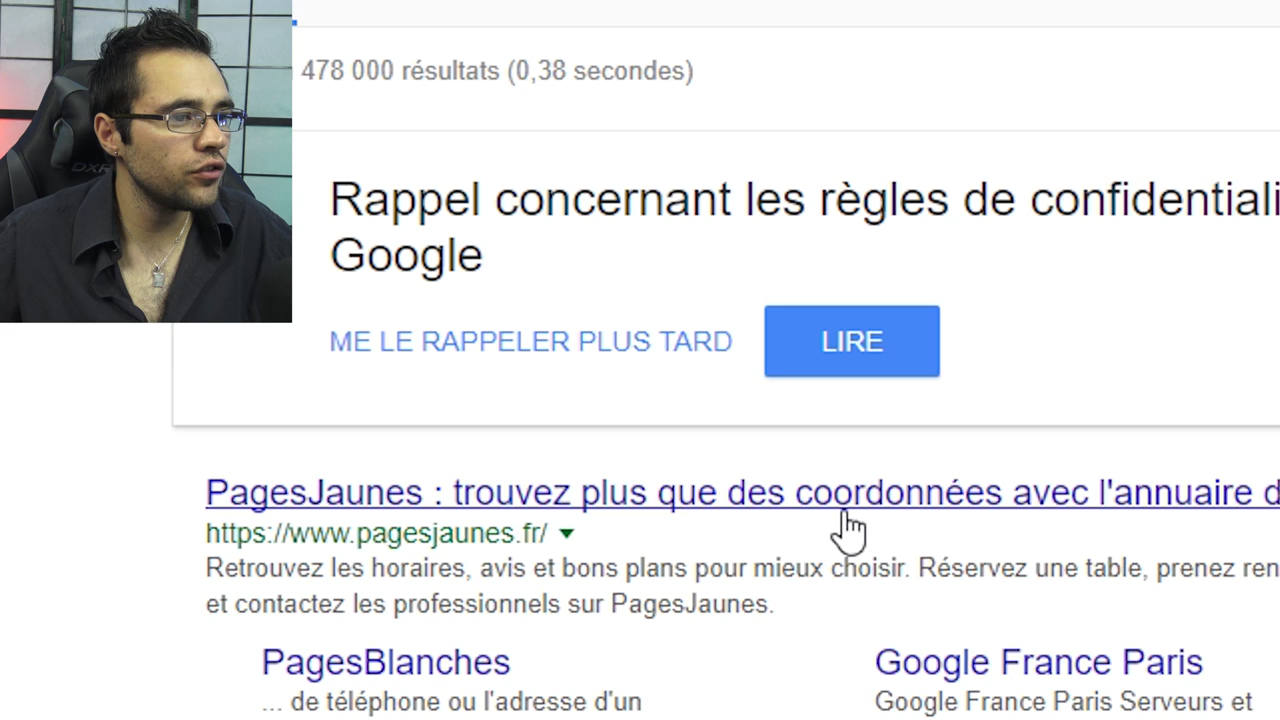 DXR
478 000 résultats (0,38 secondes)
Rappel concernant les règles de confidentiali
Google
ME LE RAPPELER PLUS TARD
LIRE
PagesJaunes : trouvez plus que des coordonnées avec l'annuaire d
https://www.pagesjaunes.fr/
Retrouvez les horaires, avis et bons plans pour mieux choisir. Réservez une table, prenez ren
et contactez les professionnels sur PagesJaunes.
PagesBlanches
Google France Paris
... de téléphone ou l'adresse d'un
Google France Paris Serveurs et